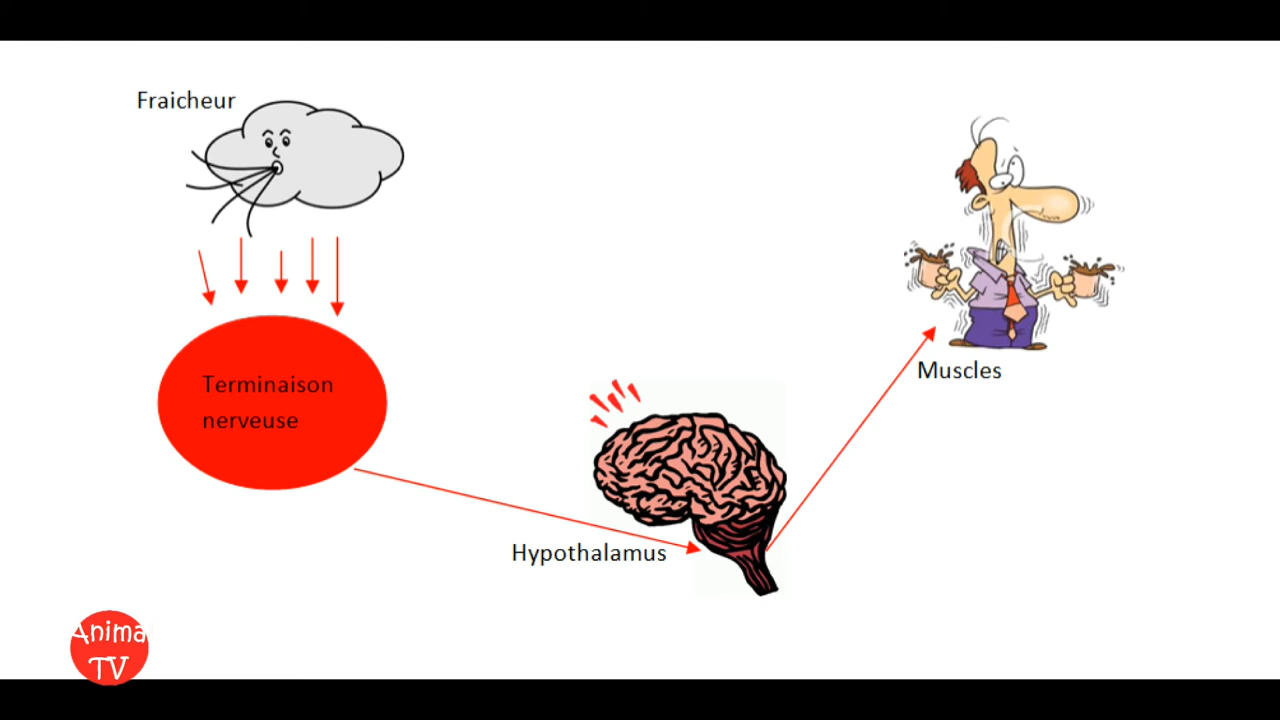 Fraicheur
Terminaison
nerveuse
Hypothalamus
Muscles
Anima
TV